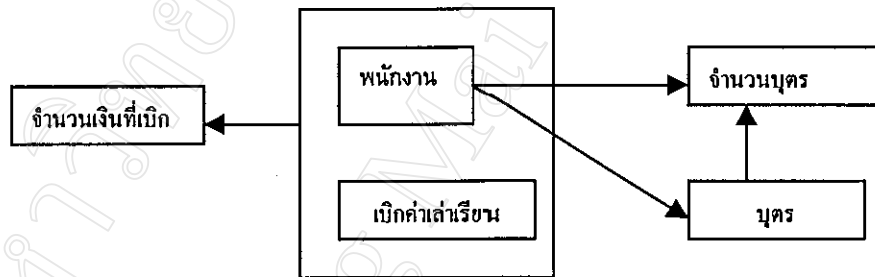 พนักงาน
จำนวนบุตร
จำนวนเงินที่เบิก
เบิกค่าเล่าเรียน
บุตร